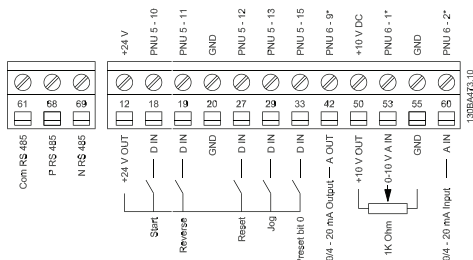 +24 V
PNU 5 - 10
PNU 5 - 11
GND
PNU 5 - 12
PNU 5 - 13
PNU 5 - 15
PNU 6 - 9*
+10 V DC
PNU 6 - 1*
GND
PNU 6 - 2*
61 68 69 12 18 19 20 27 29 33 42 50 53 55 60
Com RS 485
P RS 485
N RS 485
+24 V OUT
D IN
D IN
GND
D IN
D IN
D IN
0/4 - 20 mA Output
A OUT
+10 V OUT
0-10 V A IN
GND
0/4 - 20 mA Input
A IN
Start
Reverse
Reset
Jog
Preset bit 0
1K Ohm
130BA473.10